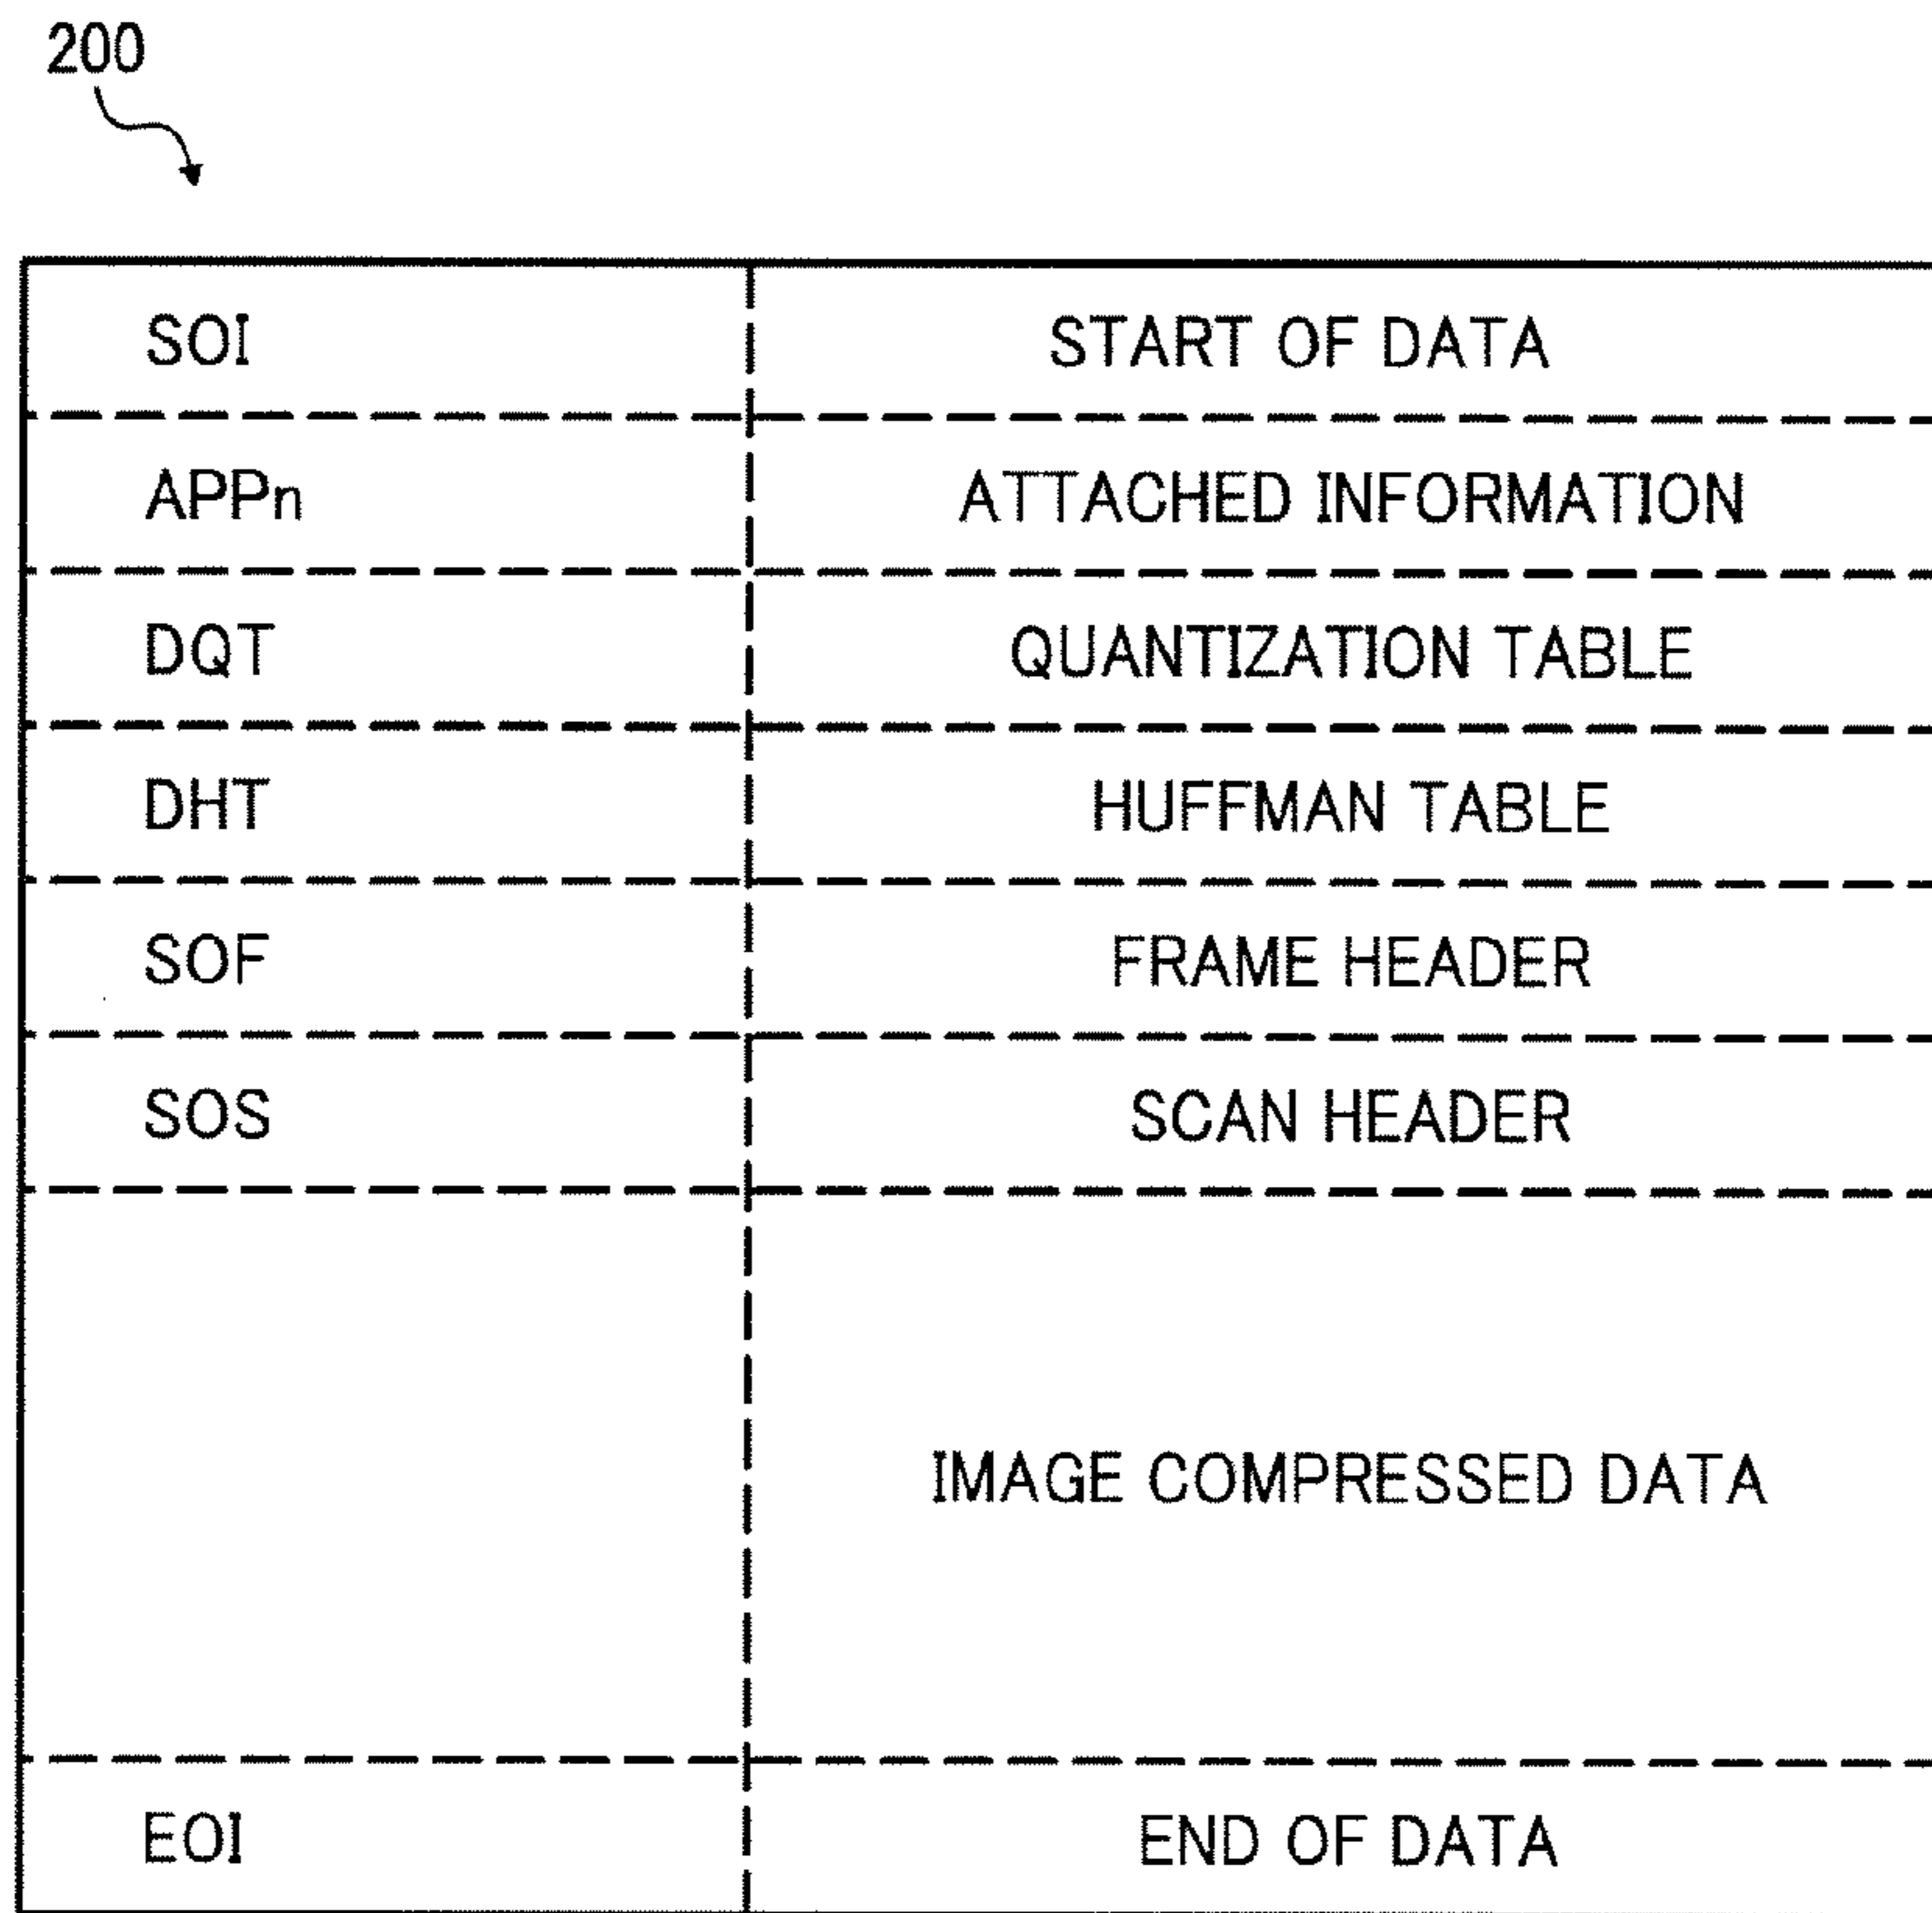 200
SOI START OF DATA
APPn ATTACHED INFORMATION
DQT QUANTIZATION TABLE
DHT HUFFMAN TABLE
SOF FRAME HEADER
SOS SCAN HEADER
IMAGE COMPRESSED DATA
EOI END OF DATA